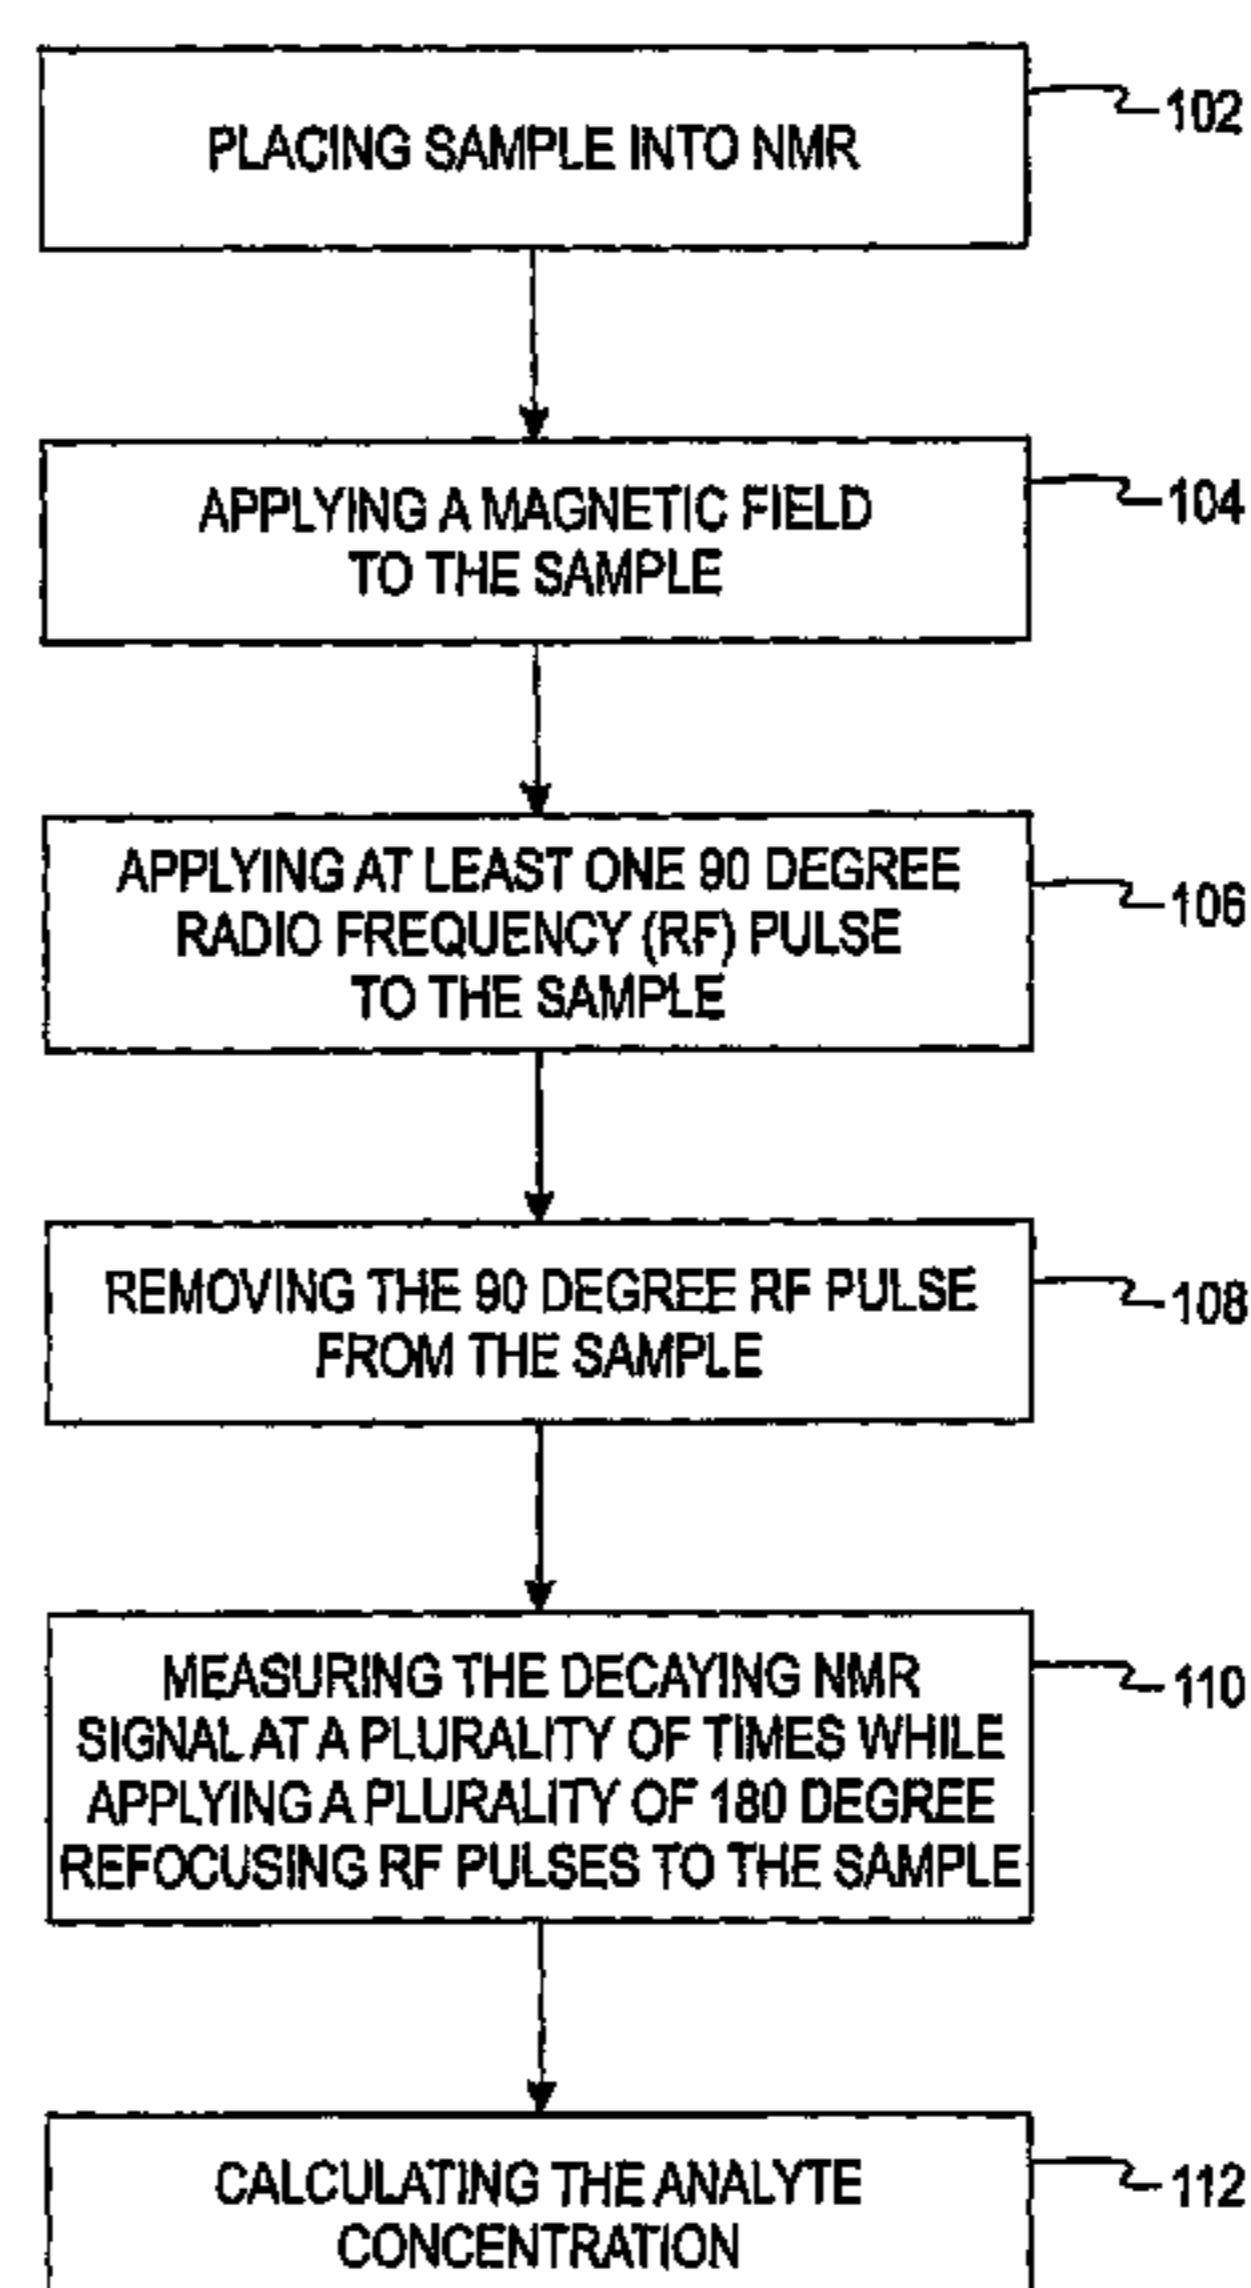 PLACING SAMPLE INTO NMR
102
APPLYING A MAGNETIC FIELD
TO THE SAMPLE
104
APPLYING AT LEAST ONE 90 DEGREE
RADIO FREQUENCY (RF) PULSE
TO THE SAMPLE
106
REMOVING THE 90 DEGREE RF PULSE
FROM THE SAMPLE
108
MEASURING THE DECAYING NMR
SIGNAL AT A PLURALITY OF TIMES WHILE
APPLYING A PLURALITY OF 180 DEGREE
REFOCUSING RF PULSES TO THE SAMPLE
110
CALCULATING THE ANALYTE
CONCENTRATION
112